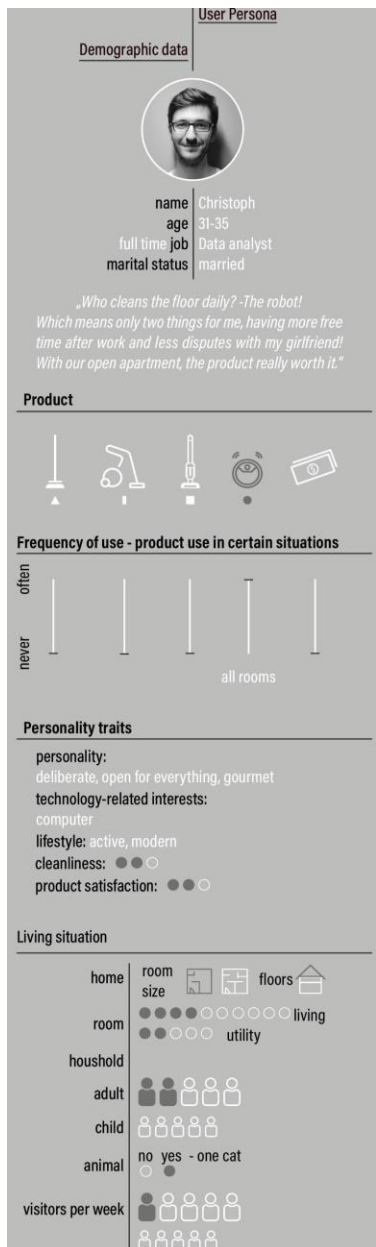 User Persona
Demographic data
name Christoph
age 31-35
full time job Data analyst
marital status married
„Who cleans the floor daily? -The robot!
Which means only two things for me, having more free
time after work and less disputes with my girlfriend!
With our open apartment, the product really worth it.“
Product
Frequency of use - product use in certain situations
often
never
all rooms
Personality traits
personality:
deliberate, open for everything, gourmet
technology-related interests:
computer
lifestyle: active, modern
cleanliness:
product satisfaction:
Living situation
home room size floors
room living
utility
houshold
adult
child
animal no yes - one cat
visitors per week